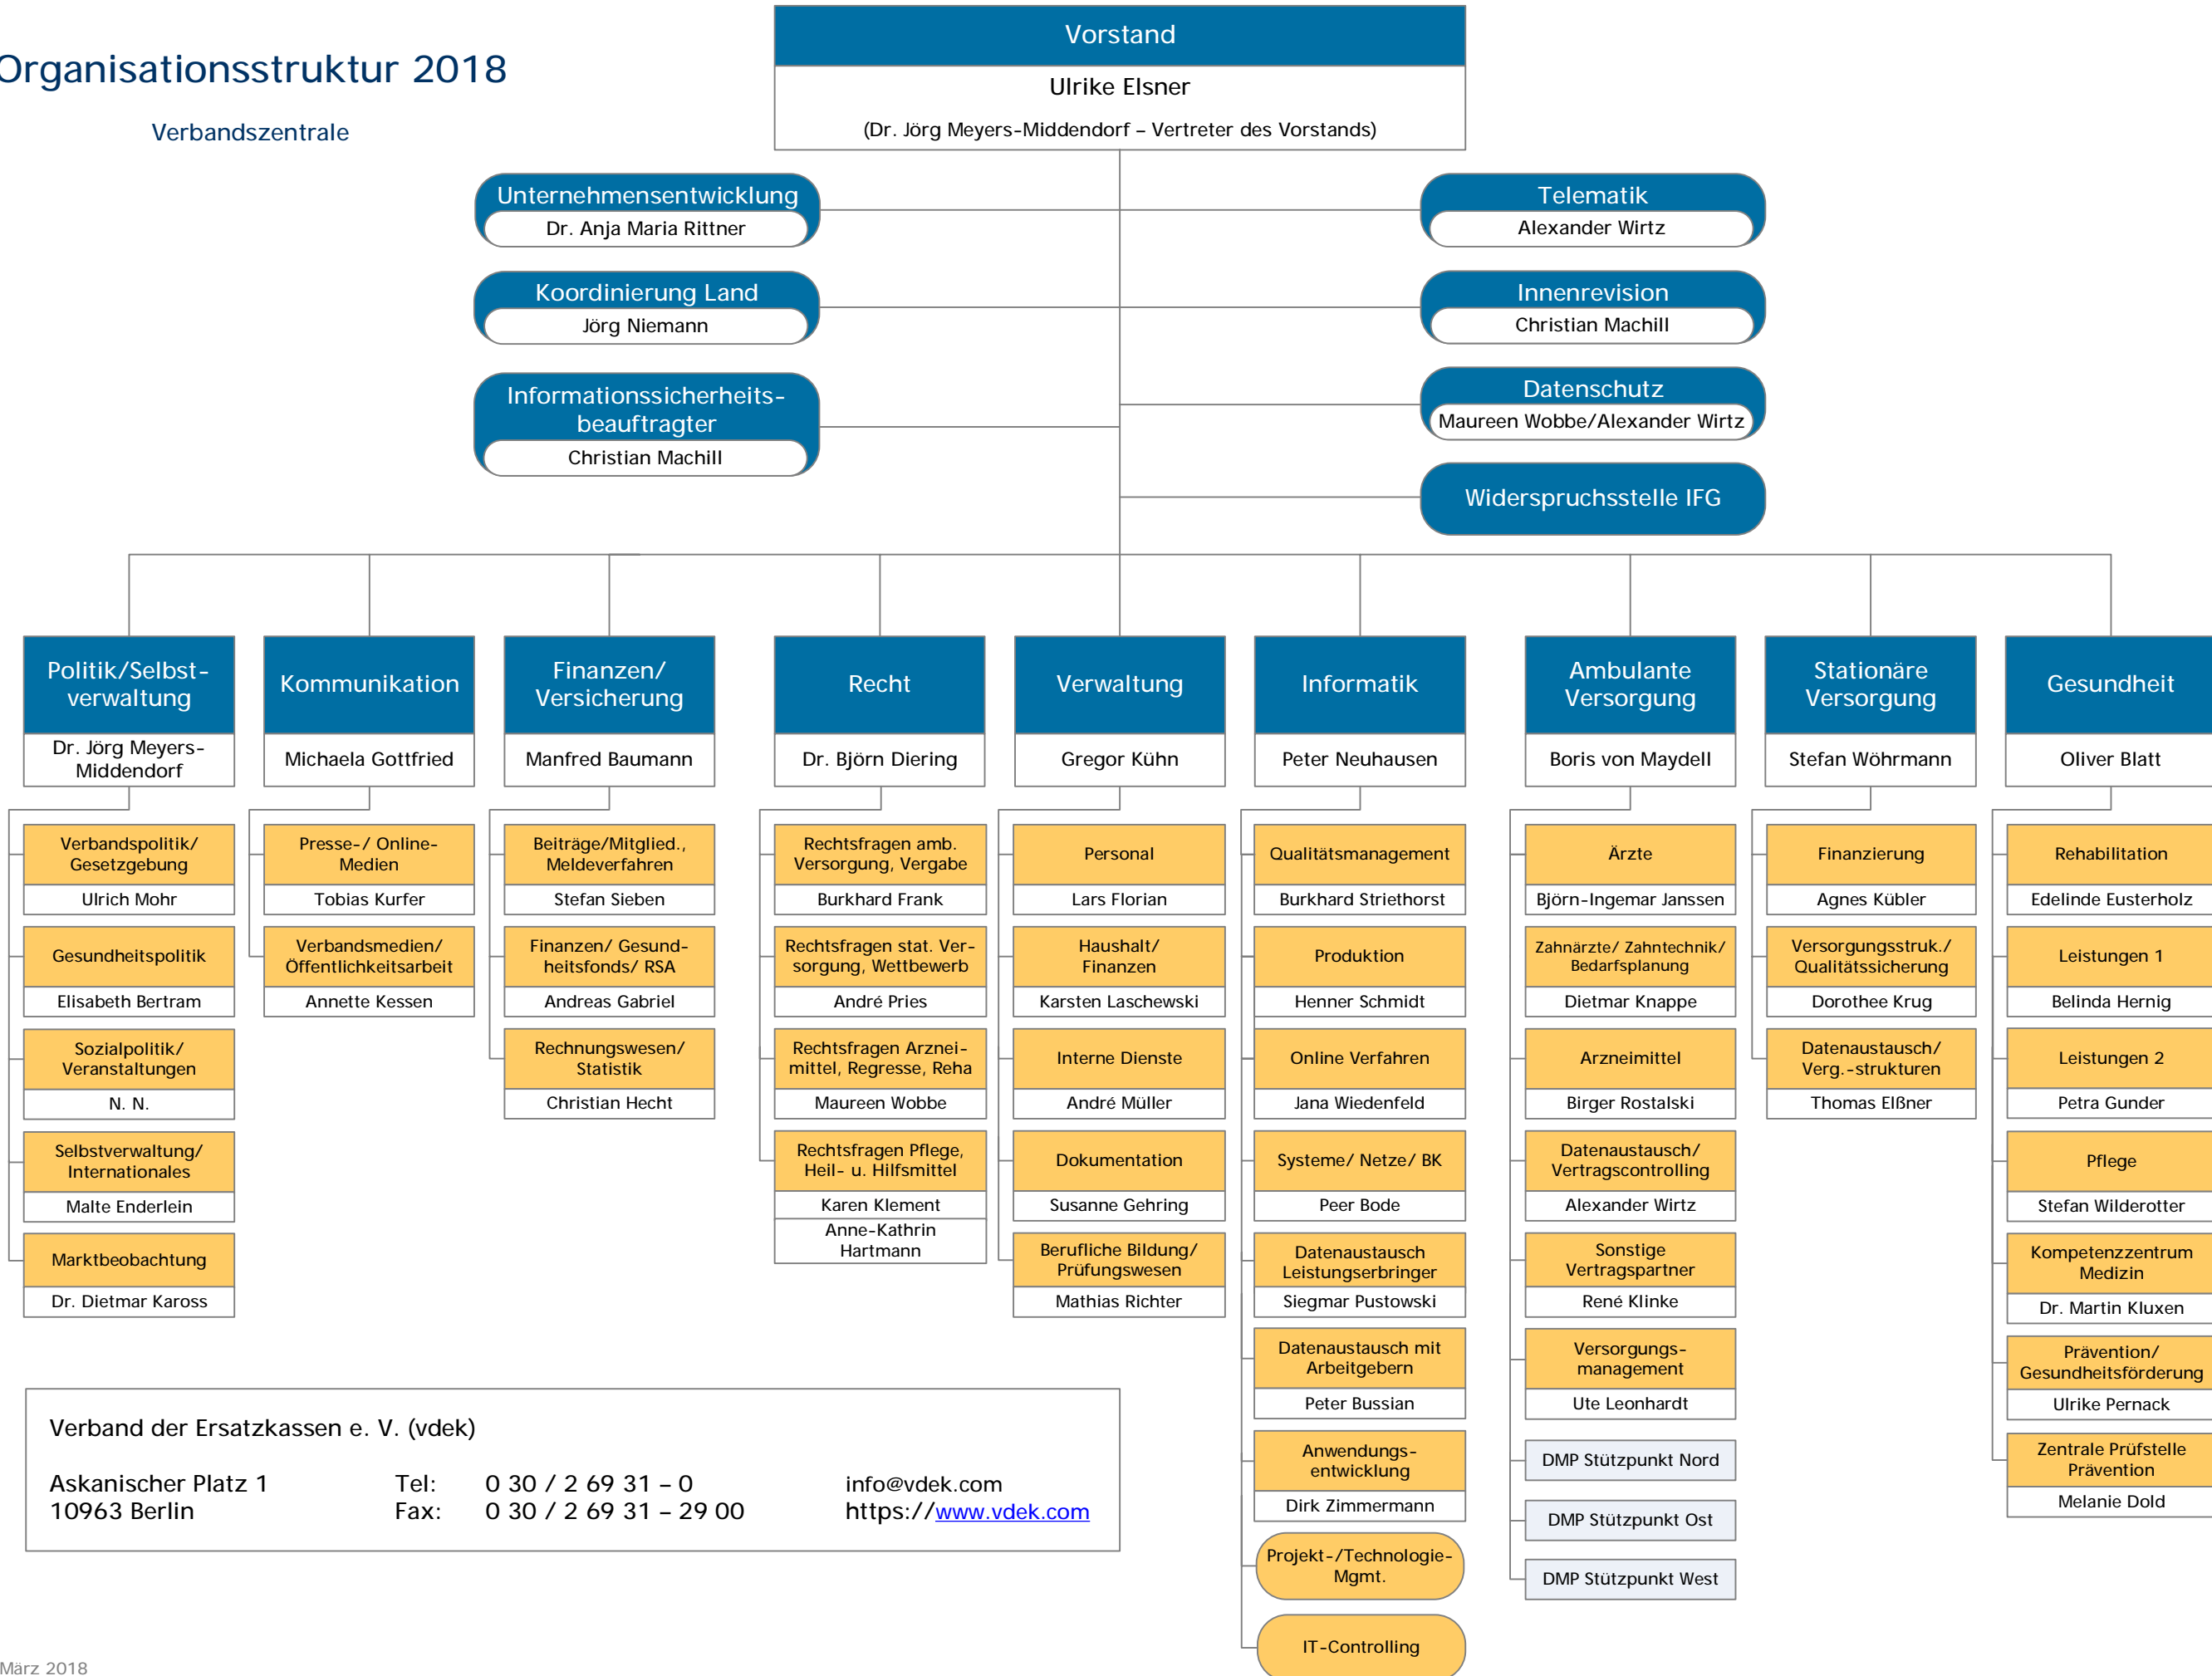 Organisationsstruktur 2018
Verbandszentrale
Vorstand
Ulrike Elsner
(Dr. Jörg Meyers-Middendorf – Vertreter des Vorstands)
Unternehmensentwicklung
Dr. Anja Maria Rittner
Telematik
Alexander Wirtz
Koordinierung Land
Jörg Niemann
Innenrevision
Christian Machill
Informationssicherheits-
beauftragter
Christian Machill
Datenschutz
Maureen Wobbe/Alexander Wirtz
Widerspruchsstelle IFG
Politik/Selbst-
verwaltung
Dr. Jörg Meyers-
Middendorf
Verbandspolitik/
Gesetzgebung
Ulrich Mohr
Gesundheitspolitik
Elisabeth Bertram
Sozialpolitik/
Veranstaltungen
N. N.
Selbstverwaltung/
Internationales
Malte Enderlein
Marktbeobachtung
Dr. Dietmar Kaross
Kommunikation
Michaela Gottfried
Presse-/ Online-
Medien
Tobias Kurfer
Verbandsmedien/
Öffentlichkeitsarbeit
Annette Kessen
Finanzen/
Versicherung
Manfred Baumann
Beiträge/Mitglied.,
Meldeverfahren
Stefan Sieben
Finanzen/ Gesund-
heitsfonds/ RSA
Andreas Gabriel
Rechnungswesen/
Statistik
Christian Hecht
Recht
Dr. Björn Diering
Rechtsfragen amb.
Versorgung, Vergabe
Burkhard Frank
Rechtsfragen stat. Ver-
sorgung, Wettbewerb
André Pries
Rechtsfragen Arznei-
mittel, Regresse, Reha
Maureen Wobbe
Rechtsfragen Pflege,
Heil- u. Hilfsmittel
Karen Klement
Anne-Kathrin
Hartmann
Verwaltung
Gregor Kühn
Personal
Lars Florian
Haushalt/
Finanzen
Karsten Laschewski
Interne Dienste
André Müller
Dokumentation
Susanne Gehring
Berufliche Bildung/
Prüfungswesen
Mathias Richter
Informatik
Peter Neuhausen
Qualitätsmanagement
Burkhard Striethorst
Produktion
Henner Schmidt
Online Verfahren
Jana Wiedenfeld
Systeme/ Netze/ BK
Peer Bode
Datenaustausch
Leistungserbringer
Siegmar Pustowski
Datenaustausch mit
Arbeitgebern
Peter Bussian
Anwendungs-
entwicklung
Dirk Zimmermann
Projekt-/Technologie-
Mgmt.
IT-Controlling
Ambulante
Versorgung
Boris von Maydell
Ärzte
Björn-Ingemar Janssen
Zahnärzte/ Zahntechnik/
Bedarfsplanung
Dietmar Knappe
Arzneimittel
Birger Rostalski
Datenaustausch/
Vertragscontrolling
Alexander Wirtz
Sonstige
Vertragspartner
René Klinke
Versorgungs-
management
Ute Leonhardt
DMP Stützpunkt Nord
DMP Stützpunkt Ost
DMP Stützpunkt West
Stationäre
Versorgung
Stefan Wöhrmann
Finanzierung
Agnes Kübler
Versorgungsstruk./
Qualitätssicherung
Dorothee Krug
Datenaustausch/
Verg.-strukturen
Thomas Elßner
Gesundheit
Oliver Blatt
Rehabilitation
Edelinde Eusterholz
Leistungen 1
Belinda Hernig
Leistungen 2
Petra Gunder
Pflege
Stefan Wilderotter
Kompetenzzentrum
Medizin
Dr. Martin Kluxen
Prävention/
Gesundheitsförderung
Ulrike Pernack
Zentrale Prüfstelle
Prävention
Melanie Dold
Verband der Ersatzkassen e. V. (vdek)
Askanischer Platz 1 Tel: 0 30 / 2 69 31 – 0 info@vdek.com
10963 Berlin Fax: 0 30 / 2 69 31 – 29 00 https://www.vdek.com
März 2018